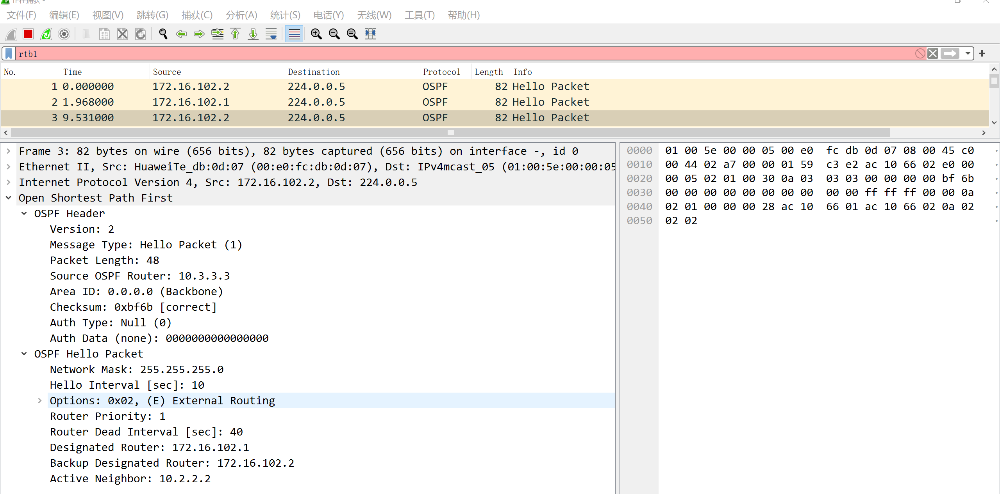 正在捕获 -
文件(F) 编辑(E) 视图(V) 跳转(G) 捕获(C) 分析(A) 统计(S) 电话(Y) 无线(W) 工具(T) 帮助(H)
rtbl
No. Time Source Destination Protocol Length Info
1 0.000000 172.16.102.2 224.0.0.5 OSPF 82 Hello Packet
2 1.968000 172.16.102.1 224.0.0.5 OSPF 82 Hello Packet
3 9.531000 172.16.102.2 224.0.0.5 OSPF 82 Hello Packet
Frame 3: 82 bytes on wire (656 bits), 82 bytes captured (656 bits) on interface -, id 0
Ethernet II, Src: HuaweiTe_db:0d:07 (00:e0:fc:db:0d:07), Dst: IPv4mcast_05 (01:00:5e:00:00:05
Internet Protocol Version 4, Src: 172.16.102.2, Dst: 224.0.0.5
Open Shortest Path First
OSPF Header
Version: 2
Message Type: Hello Packet (1)
Packet Length: 48
Source OSPF Router: 10.3.3.3
Area ID: 0.0.0.0 (Backbone)
Checksum: 0xbf6b [correct]
Auth Type: Null (0)
Auth Data (none): 0000000000000000
OSPF Hello Packet
Network Mask: 255.255.255.0
Hello Interval [sec]: 10
Options: 0x02, (E) External Routing
Router Priority: 1
Router Dead Interval [sec]: 40
Designated Router: 172.16.102.1
Backup Designated Router: 172.16.102.2
Active Neighbor: 10.2.2.2
0000 01 00 5e 00 00 05 00 e0 fc db 0d 07 08 00 45 c0
0010 00 44 02 a7 00 00 01 59 c3 e2 ac 10 66 02 e0 00
0020 00 05 02 01 00 30 0a 03 03 03 00 00 00 00 bf 6b
0030 00 00 00 00 00 00 00 00 00 00 ff ff ff 00 00 0a
0040 02 01 00 00 00 28 ac 10 66 01 ac 10 66 02 0a 02
0050 02 02